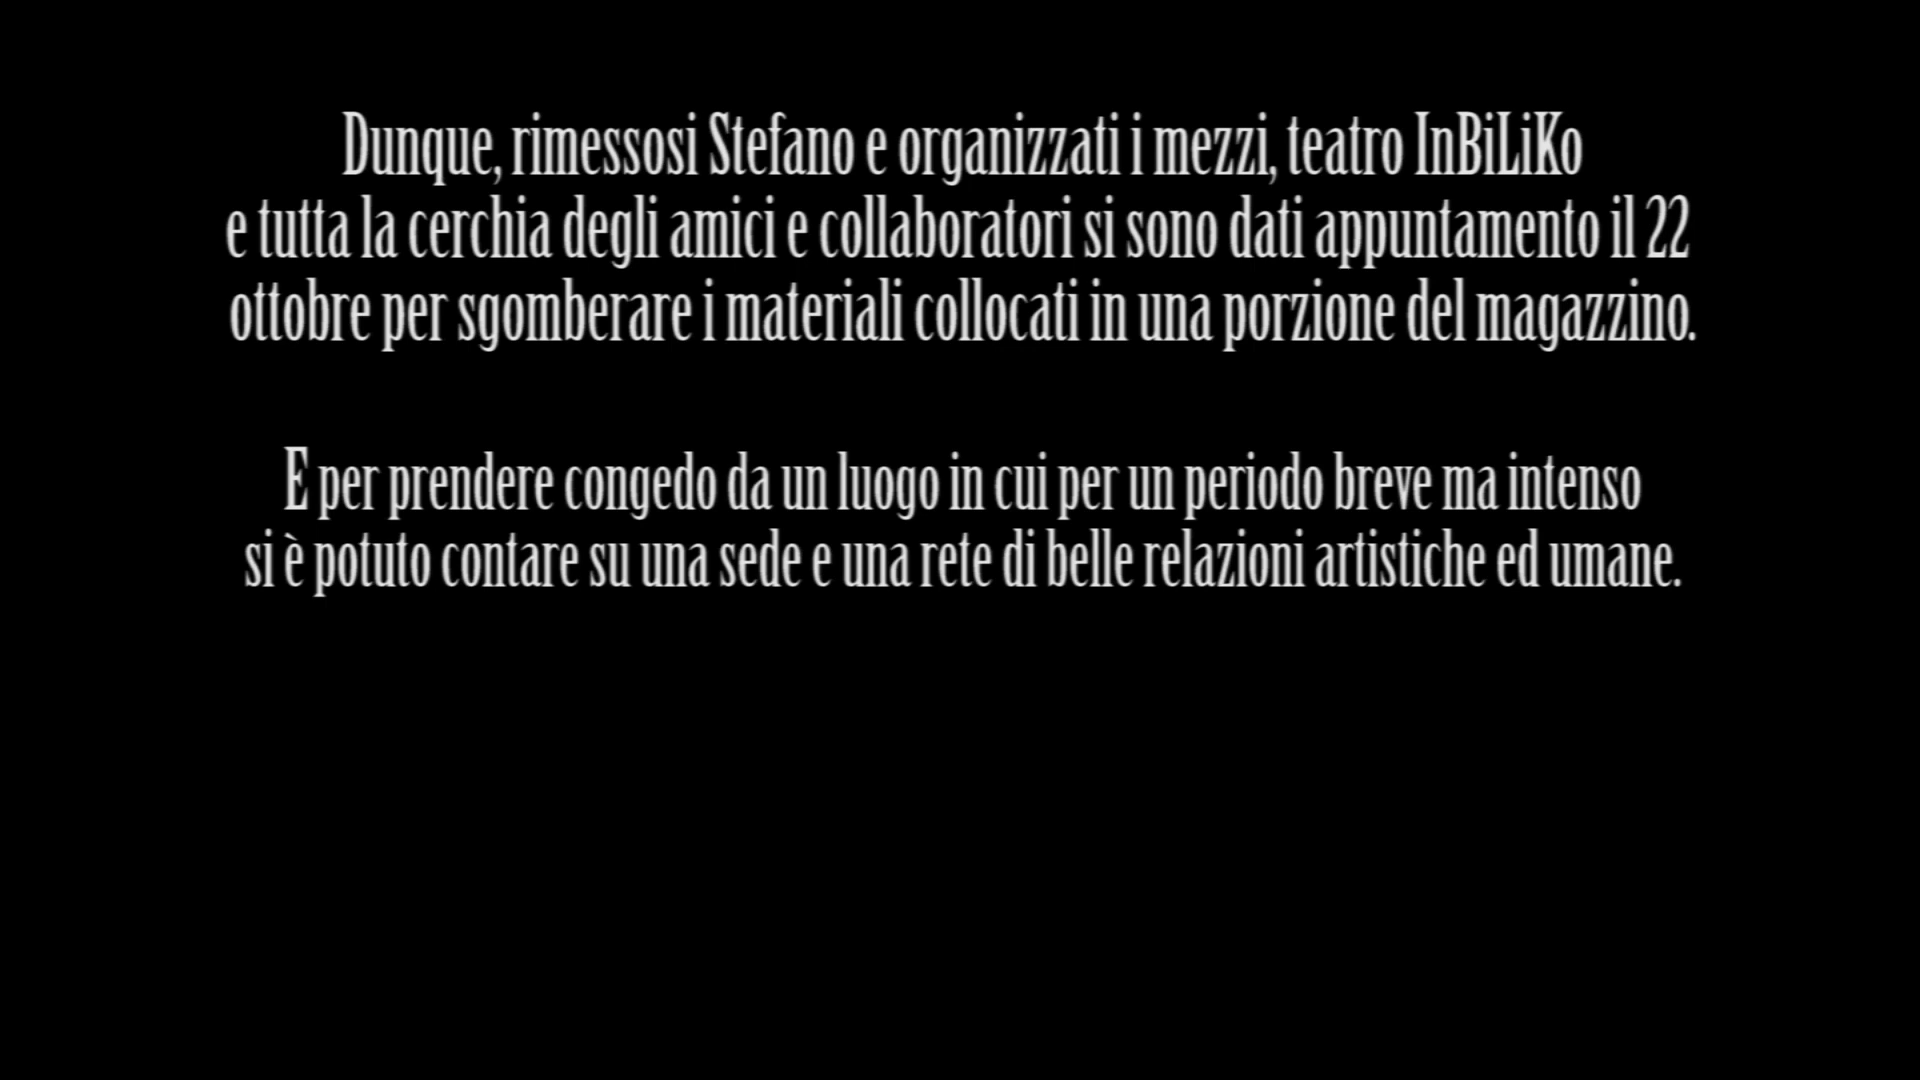 Dunque, rimessosi Stefano e organizzati i mezzi, teatro InBiLiKo
e tutta la cerchia degli amici e collaboratori si sono dati appuntamento il 22
ottobre per sgomberare i materiali collocati in una porzione del magazzino.
E per prendere congedo da un luogo in cui per un periodo breve ma intenso
si è potuto contare su una sede e una rete di belle relazioni artistiche ed umane.